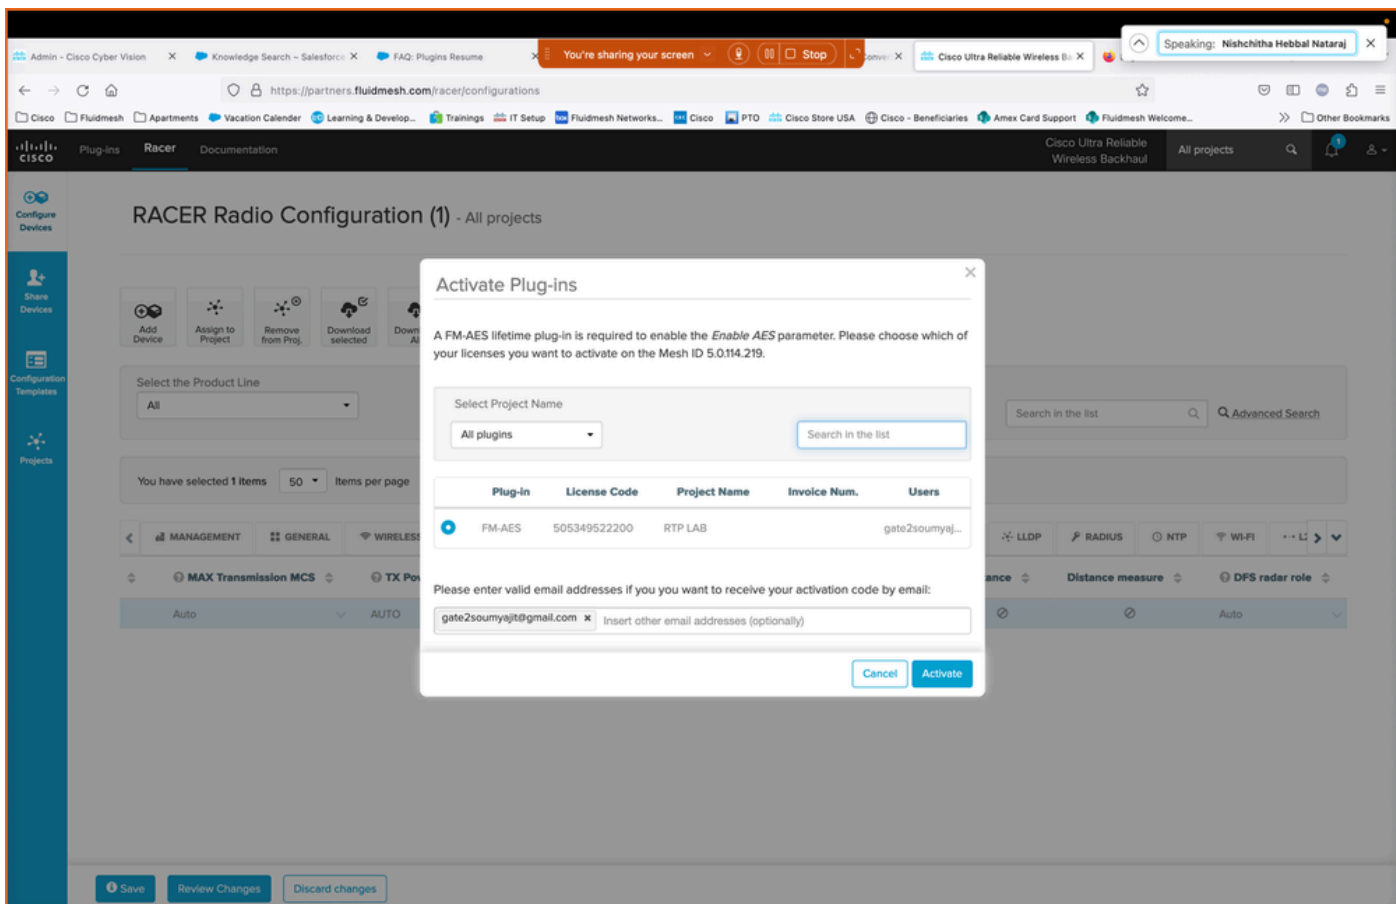 Speaking: Nishchitha Hebbal Nataraj
Admin - Cisco Cyber Vision
Knowledge Search – Salesforce
FAQ: Plugins Resume
You're sharing your screen
Stop
Cisco Ultra Reliable Wireless Ba
https://partners.fluidmesh.com/racer/configurations
Cisco
Fluidmesh
Apartments
Vacation Calender
Learning & Develop...
Trainings
IT Setup
Fluidmesh Networks...
Cisco
PTO
Cisco Store USA
Cisco - Beneficiaries
Amex Card Support
Fluidmesh Welcome...
Other Bookmarks
CISCO
Plug-ins
Racer
Documentation
Cisco Ultra Reliable
Wireless Backhaul
All projects
1
Configure
Devices
Share
Devices
Configuration
Templates
Projects
RACER Radio Configuration (1) - All projects
Add
Device
Assign to
Project
Remove
from Proj.
Download
selected
Down
Al
Select the Product Line
All
Search in the list
Advanced Search
You have selected 1 items
50
Items per page
MANAGEMENT
GENERAL
WIRELESS
LLDP
RADIUS
NTP
WI-FI
MAX Transmission MCS
TX Pow
ance
Distance measure
DFS radar role
Auto
AUTO
Auto
Activate Plug-ins
A FM-AES lifetime plug-in is required to enable the Enable AES parameter. Please choose which of
your licenses you want to activate on the Mesh ID 5.0.114.219.
Select Project Name
All plugins
Search in the list
Plug-in
License Code
Project Name
Invoice Num.
Users
FM-AES
505349522200
RTP LAB
gate2soumyaj...
Please enter valid email addresses if you you want to receive your activation code by email:
gate2soumyajit@gmail.com
Insert other email addresses (optionally)
Cancel
Activate
Save
Review Changes
Discard changes